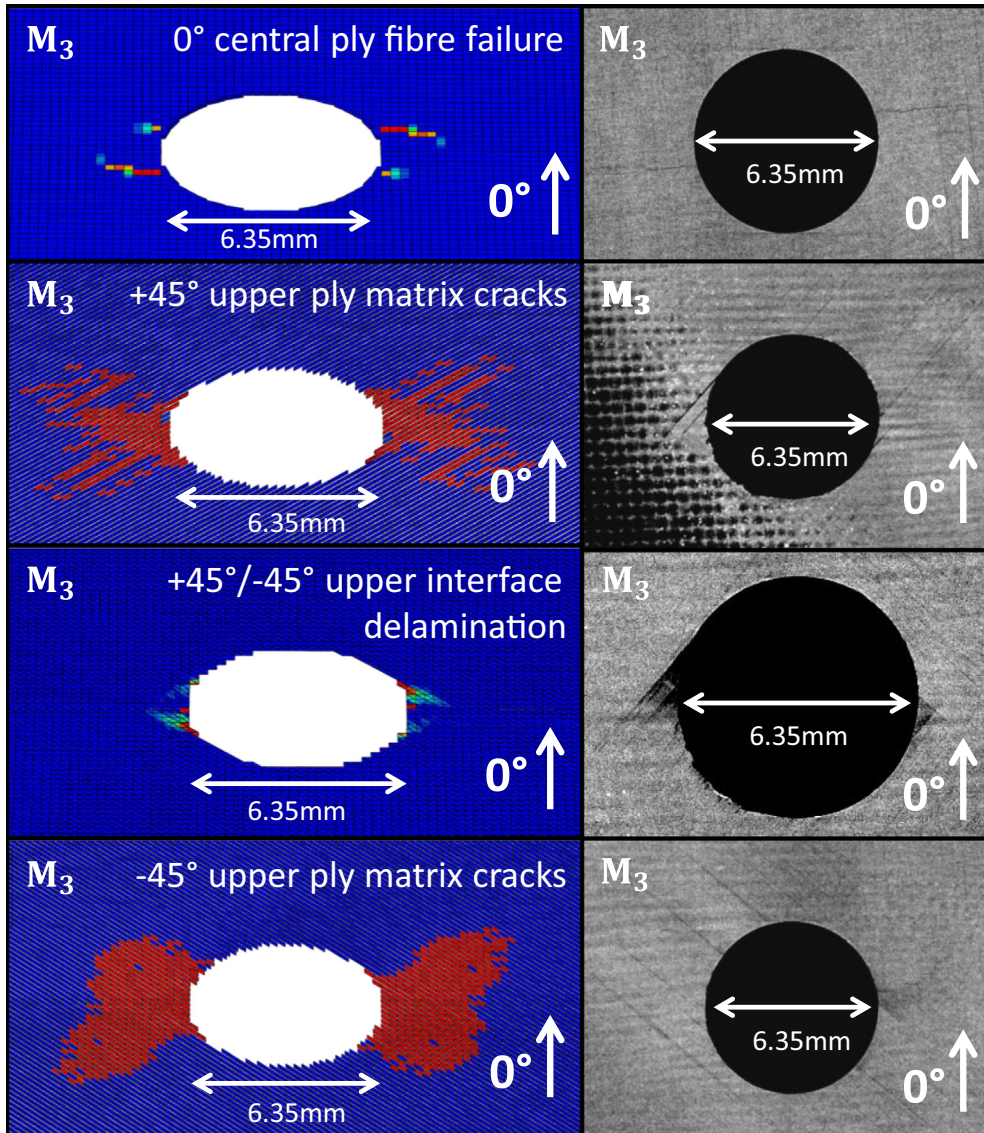 M₃
0° central ply fibre failure
6.35mm
0°
M₃
6.35mm
0°
M₃
+45° upper ply matrix cracks
6.35mm
0°
M₃
6.35mm
0°
M₃
+45°/-45° upper interface
delamination
6.35mm
0°
M₃
6.35mm
0°
M₃
-45° upper ply matrix cracks
6.35mm
0°
M₃
6.35mm
0°